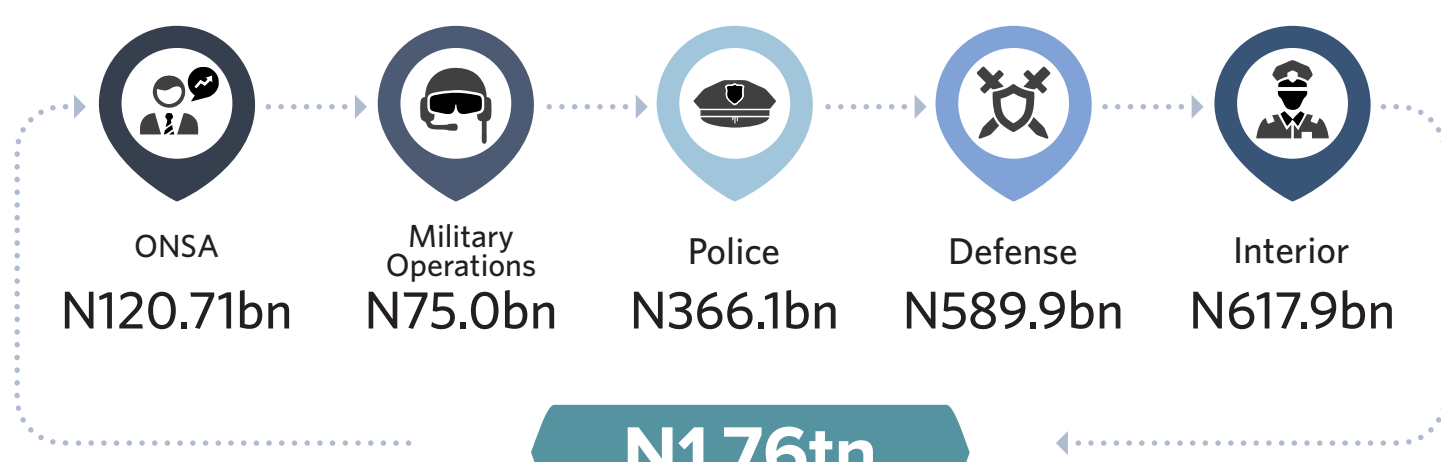 ONSA
N120.71bn
Military
Operations
N75.0bn
Police
N366.1bn
Defense
N589.9bn
Interior
N617.9bn
N1.76tn